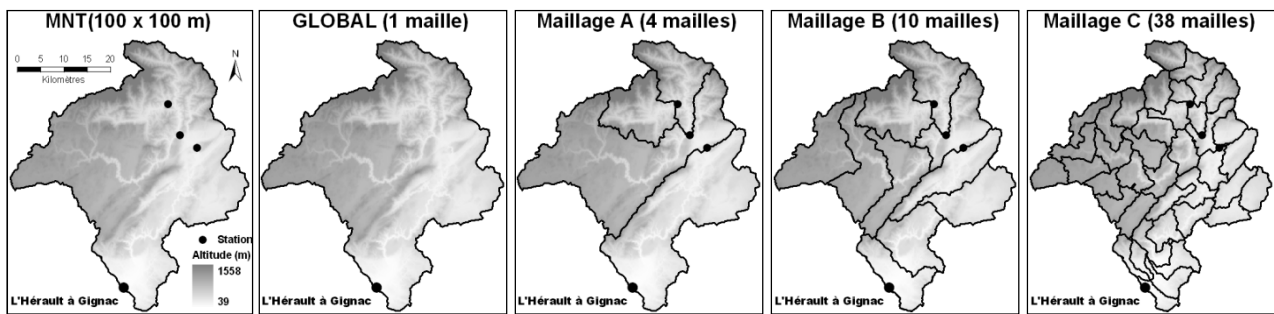 MNT(100 x 100 m)
0 5 10 15 20
Kilomètres
N
Station
Altitude (m)
1558
39
L'Hérault à Gignac
GLOBAL (1 maille)
L'Hérault à Gignac
Maillage A (4 mailles)
L'Hérault à Gignac
Maillage B (10 mailles)
L'Hérault à Gignac
Maillage C (38 mailles)
L'Hérault à Gignac